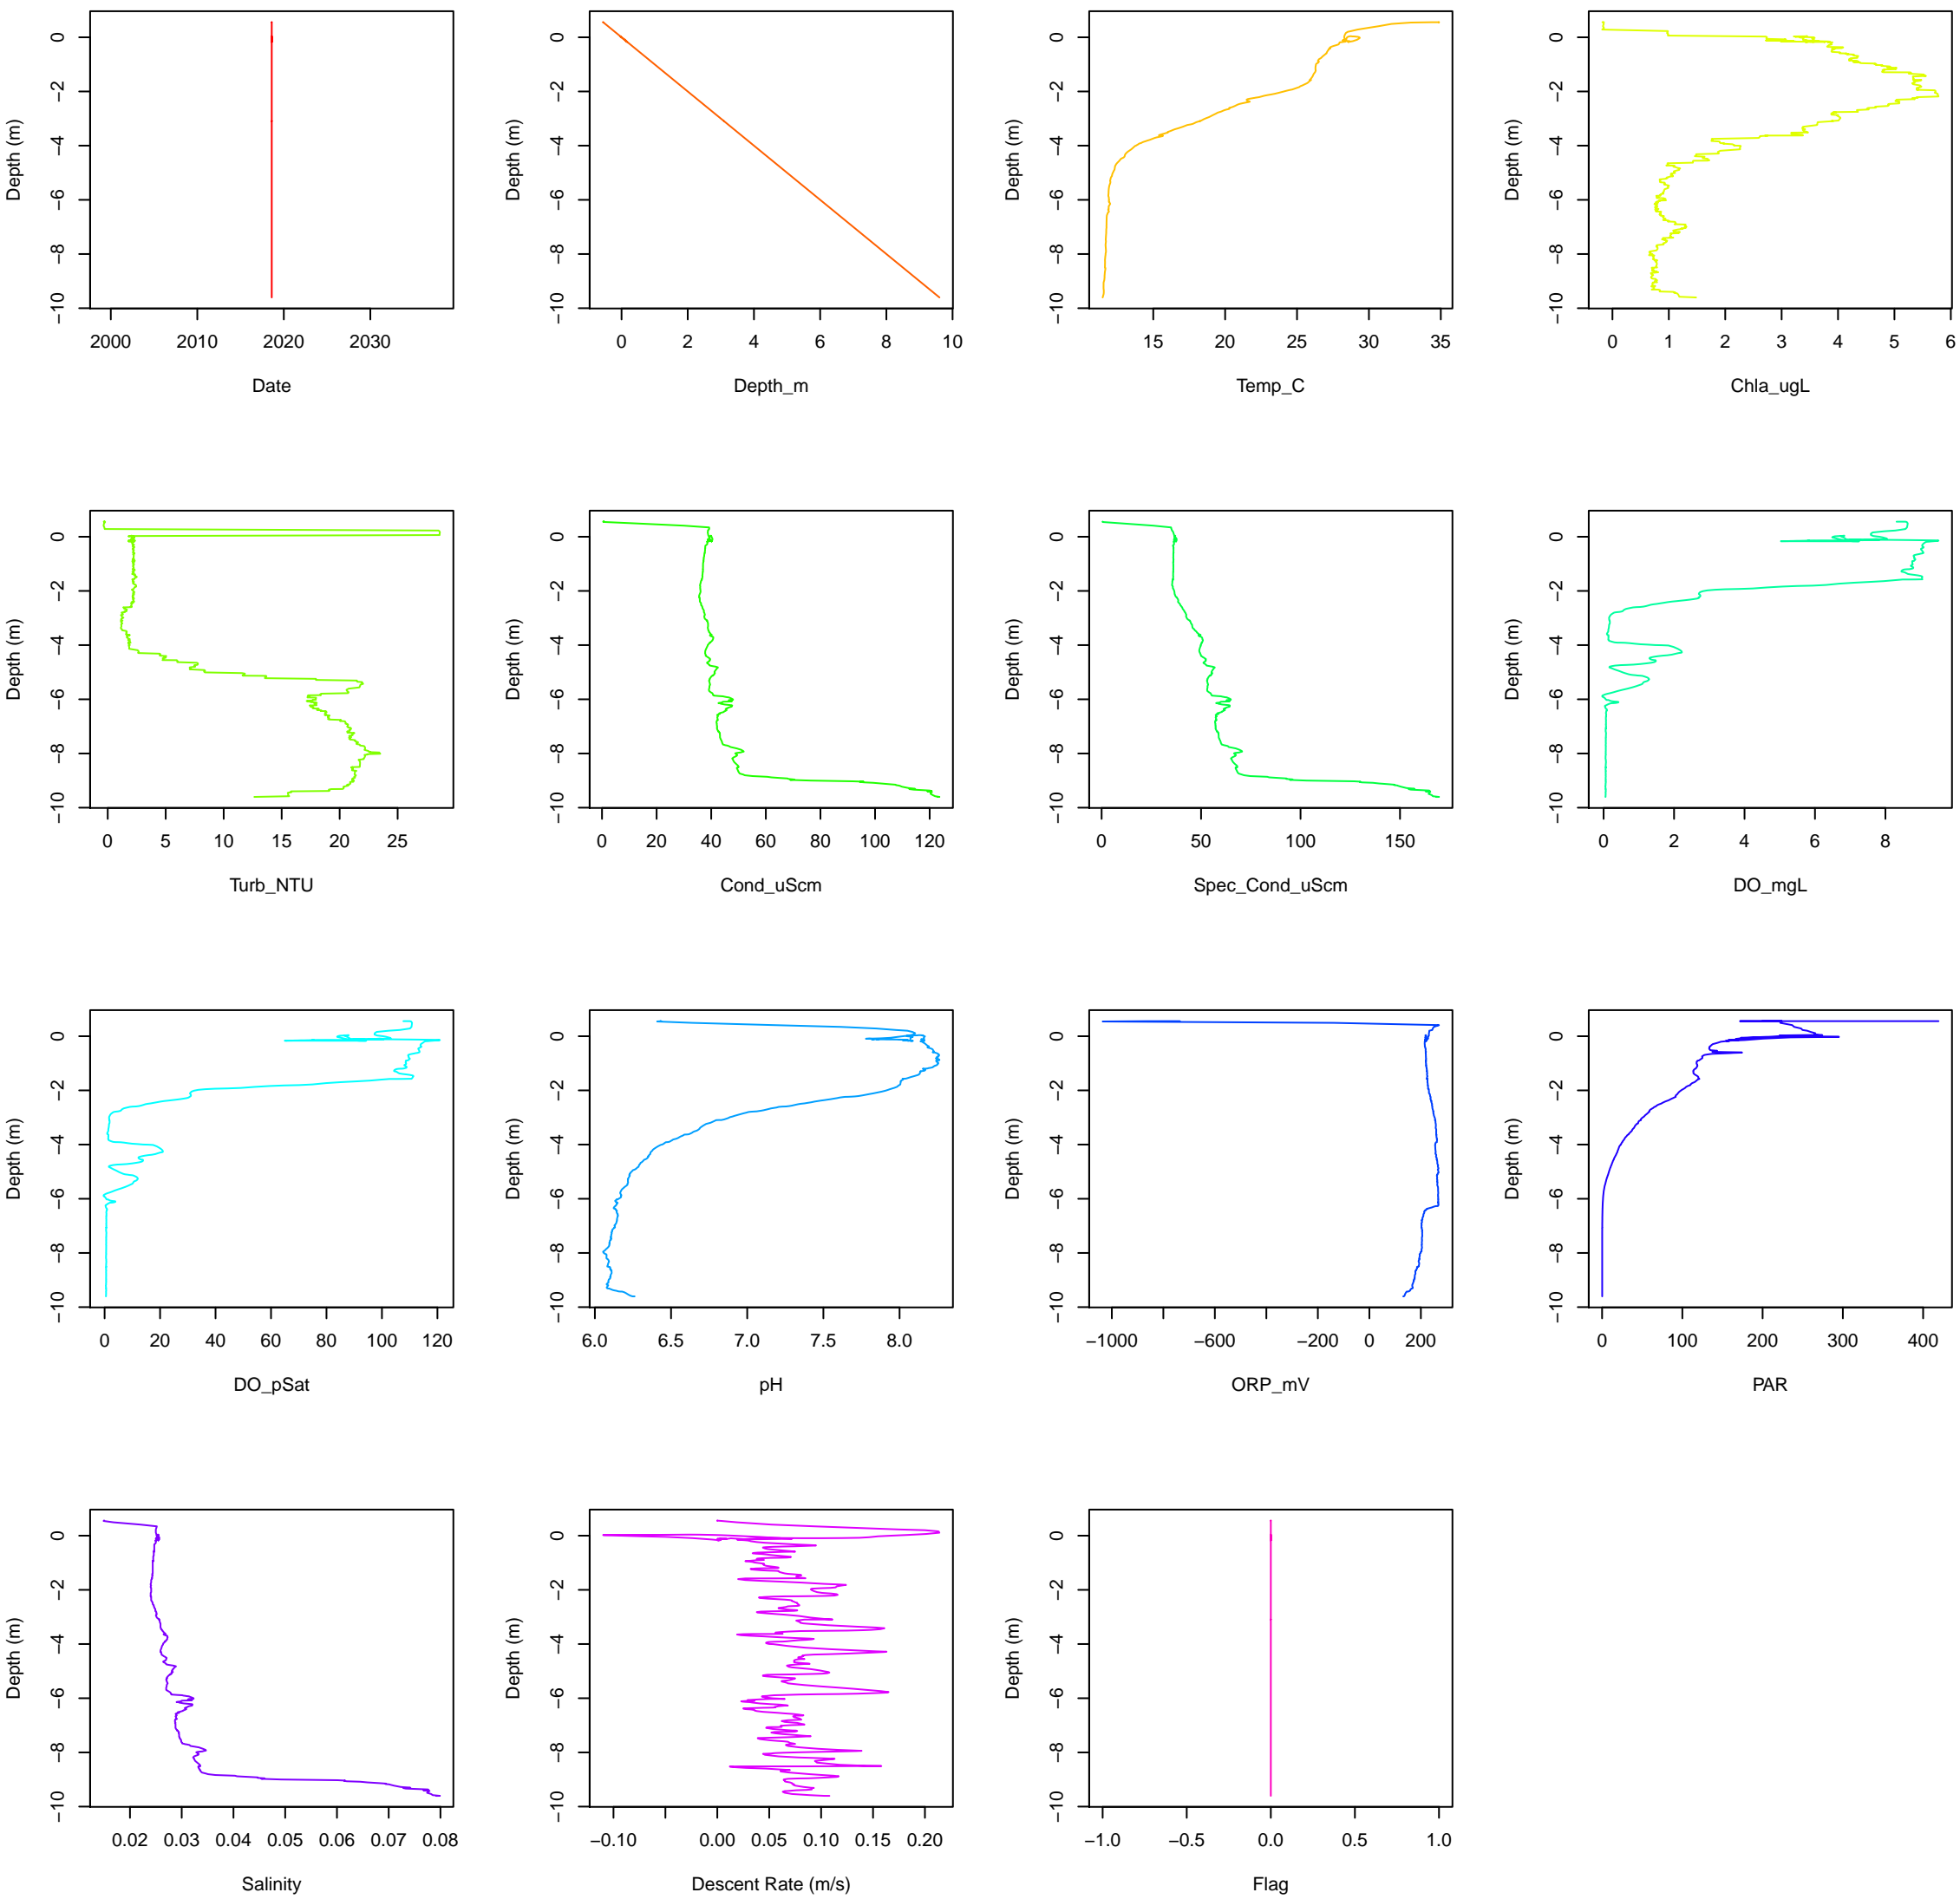 0
−2
−4
−6
−8
−10
Depth (m)
2000 2010 2020 2030
Date
0
−2
−4
−6
−8
−10
Depth (m)
0 2 4 6 8 10
Depth_m
0
−2
−4
−6
−8
−10
Depth (m)
15 20 25 30 35
Temp_C
0
−2
−4
−6
−8
−10
Depth (m)
0 1 2 3 4 5 6
Chla_ugL
0
−2
−4
−6
−8
−10
Depth (m)
0 5 10 15 20 25
Turb_NTU
0
−2
−4
−6
−8
−10
Depth (m)
0 20 40 60 80 100 120
Cond_uScm
0
−2
−4
−6
−8
−10
Depth (m)
0 50 100 150
Spec_Cond_uScm
0
−2
−4
−6
−8
−10
Depth (m)
0 2 4 6 8
DO_mgL
0
−2
−4
−6
−8
−10
Depth (m)
0 20 40 60 80 100 120
DO_pSat
0
−2
−4
−6
−8
−10
Depth (m)
6.0 6.5 7.0 7.5 8.0
pH
0
−2
−4
−6
−8
−10
Depth (m)
−1000 −600 −200 0 200
ORP_mV
0
−2
−4
−6
−8
−10
Depth (m)
0 100 200 300 400
PAR
0
−2
−4
−6
−8
−10
Depth (m)
0.02 0.03 0.04 0.05 0.06 0.07 0.08
Salinity
0
−2
−4
−6
−8
−10
Depth (m)
−0.10 0.00 0.05 0.10 0.15 0.20
Descent Rate (m/s)
0
−2
−4
−6
−8
−10
Depth (m)
−1.0 −0.5 0.0 0.5 1.0
Flag